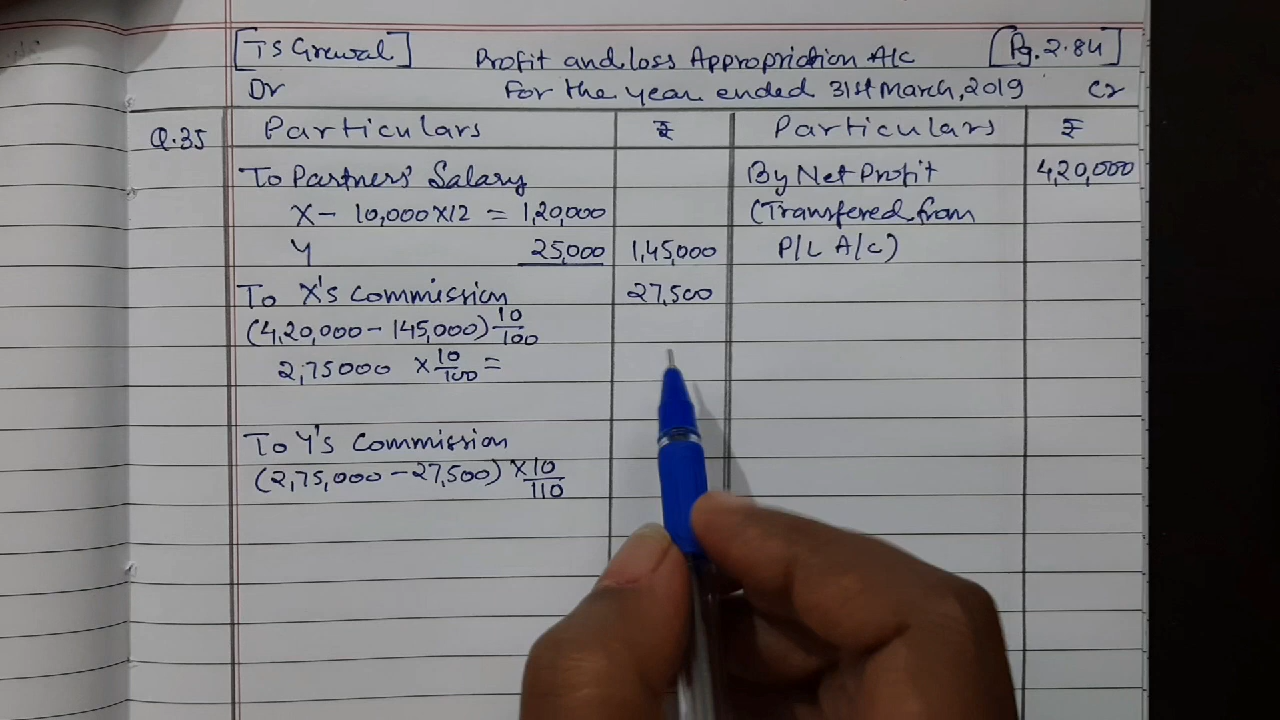 [TS Grewal] Profit and loss Appropriation A/c [Pg. 2.84]
Dr For the year ended 31st March, 2019 Cr
Q.35 Particulars ₹ Particulars ₹
To Partners' Salary By Net Profit 4,20,000
X - 10,000 x 12 = 1,20,000 (Transfered from
Y 25,000 1,45,000 P/L A/c)
To X's Commission 27,500
(4,20,000 - 145,000) 10/100
2,75000 x 10/100 =
To Y's Commission
(2,75,000 - 27,500) x 10/110